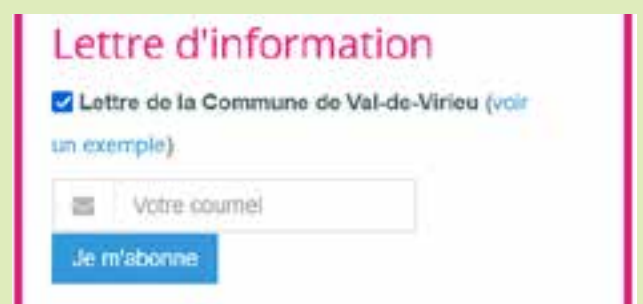 Lettre d'information
Lettre de la Commune de Val-de-Virieu (voir
un exemple)
Votre courriel
Je m'abonne